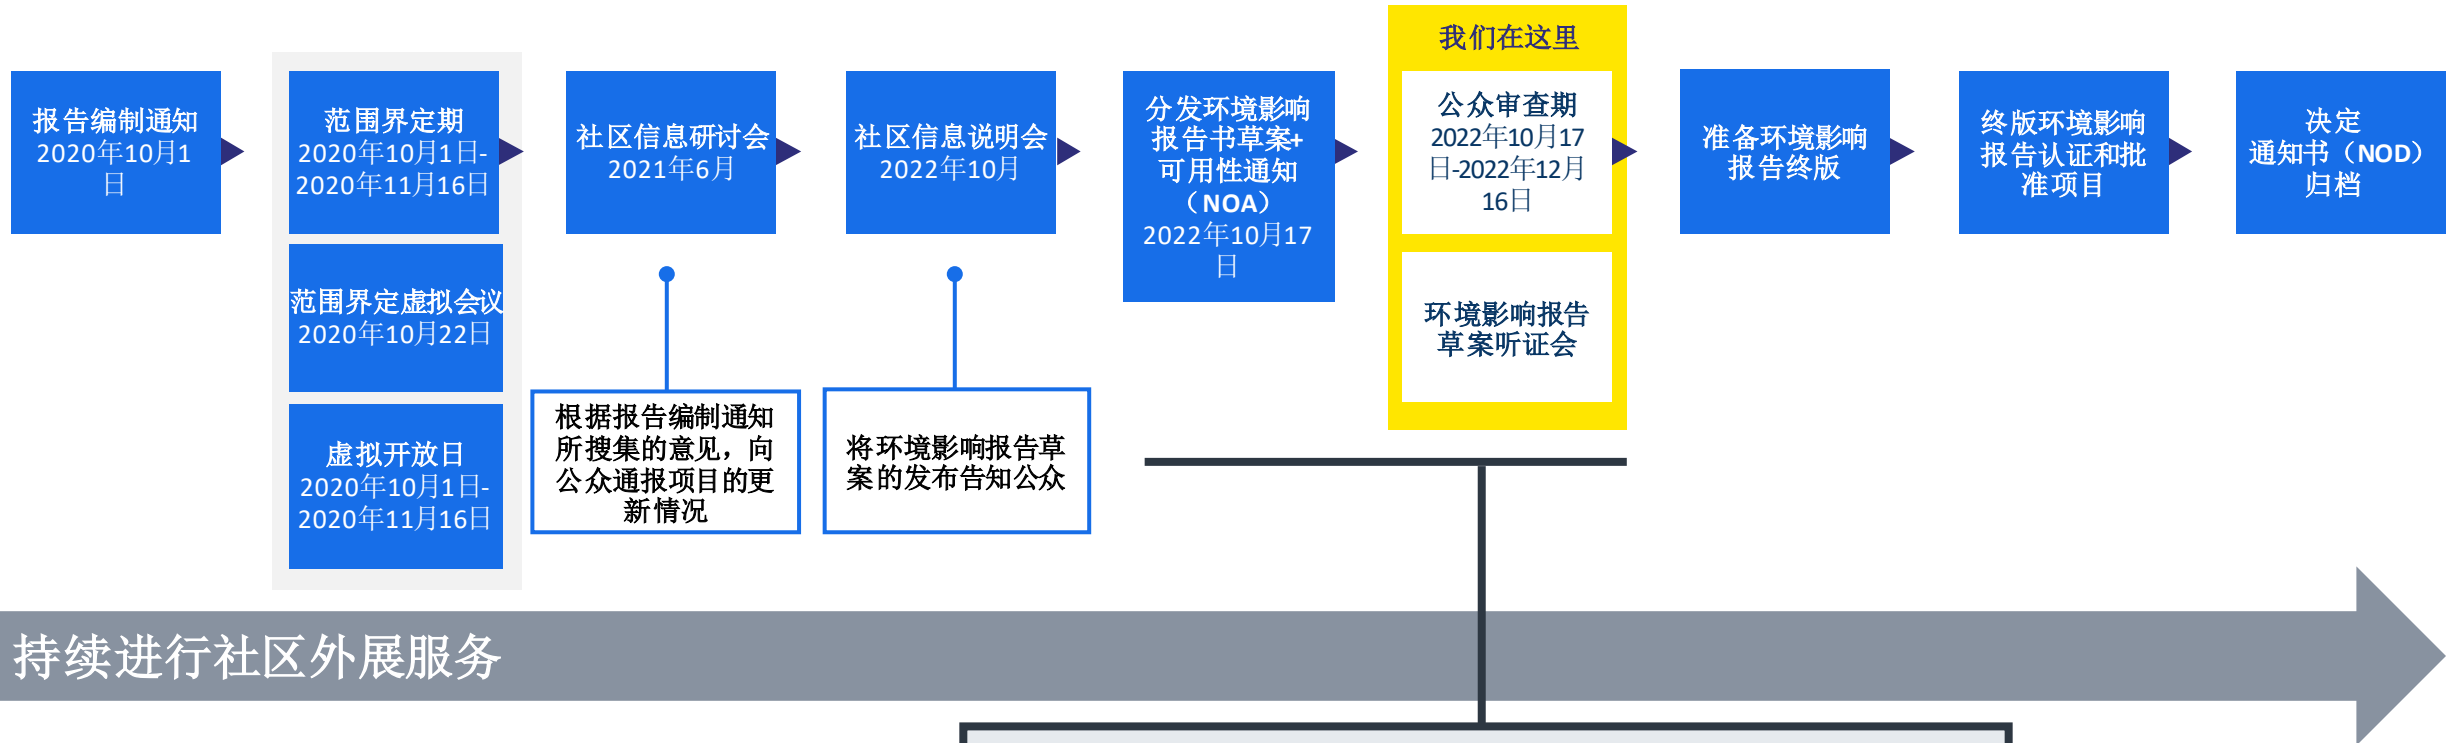 我们在这里
报告编制通知
2020年10月1
日
范围界定期
2020年10月1日-
2020年11月16日
范围界定虚拟会议
2020年10月22日
虚拟开放日
2020年10月1日-
2020年11月16日
社区信息研讨会
2021年6月
根据报告编制通知
所搜集的意见，向
公众通报项目的更
新情况
社区信息说明会
2022年10月
将环境影响报告草
案的发布告知公众
分发环境影响
报告书草案+
可用性通知
（NOA）
2022年10月17
日
公众审查期
2022年10月17
日-2022年12月
16日
环境影响报告
草案听证会
准备环境影响
报告终版
终版环境影响
报告认证和批
准项目
决定
通知书（NOD）
归档
持续进行社区外展服务